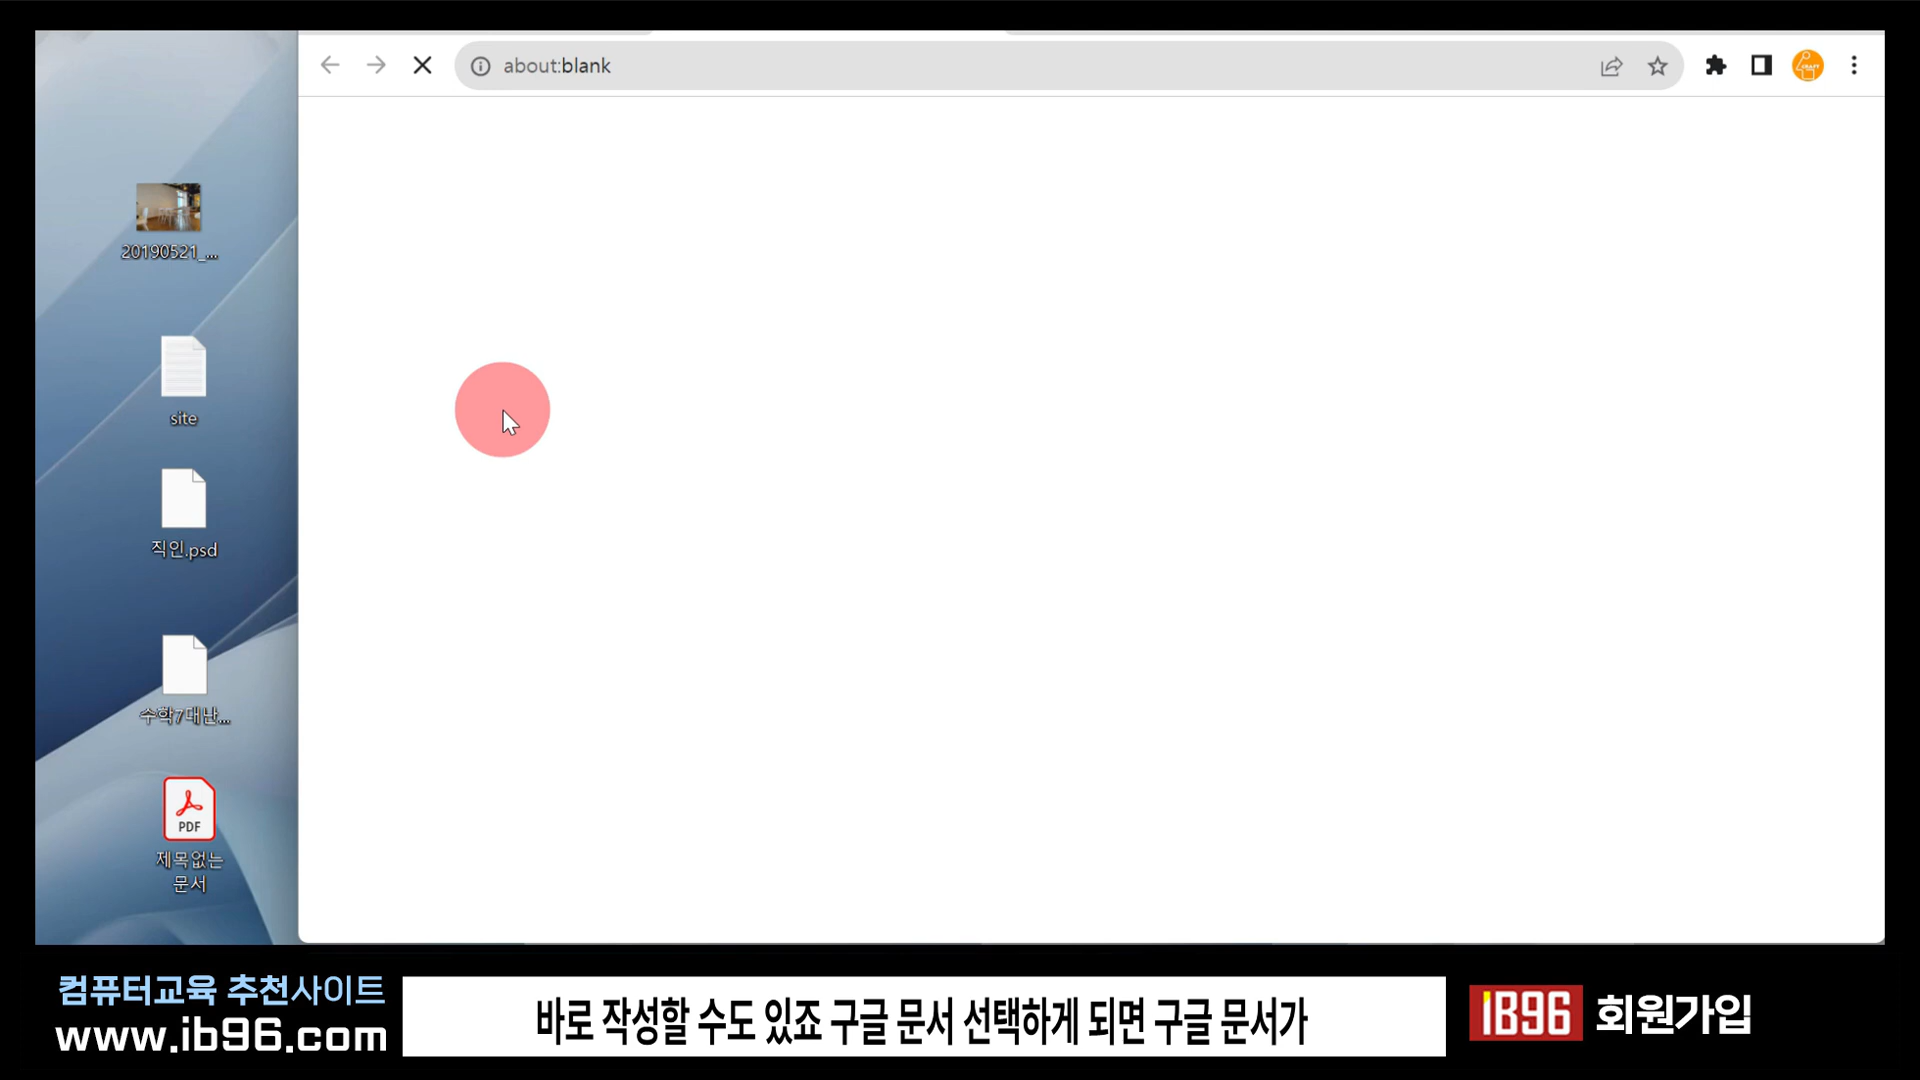 about:blank
20190521_...
site
직인.psd
수학7대난...
PDF
제목없는
문서
컴퓨터교육 추천사이트
www.ib96.com
바로 작성할 수도 있죠 구글 문서 선택하게 되면 구글 문서가
IB96 회원가입